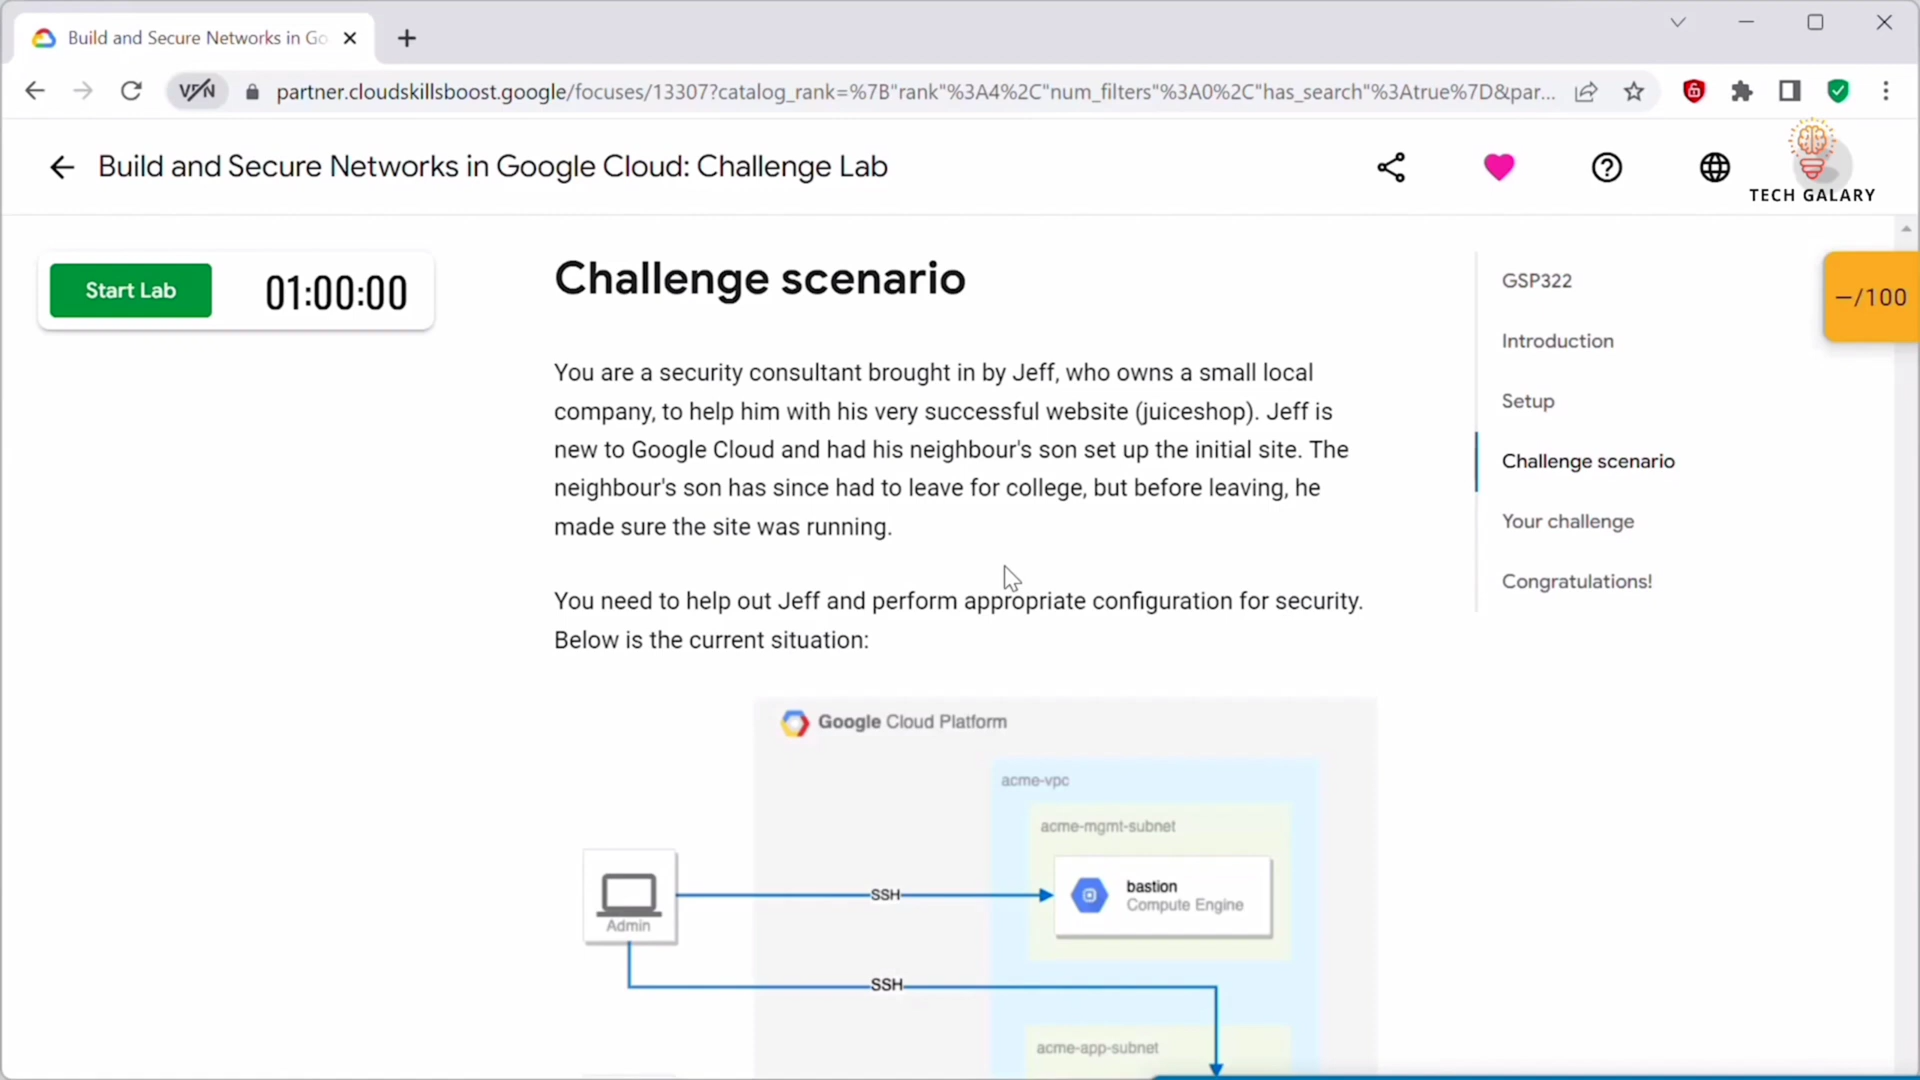 Build and Secure Networks in Go
VPN
partner.cloudskillsboost.google/focuses/13307?catalog_rank=%7B"rank"%3A4%2C"num_filters"%3A0%2C"has_search"%3Atrue%7D&par...
Build and Secure Networks in Google Cloud: Challenge Lab
TECH GALARY
Start Lab
01:00:00
Challenge scenario
You are a security consultant brought in by Jeff, who owns a small local
company, to help him with his very successful website (juiceshop). Jeff is
new to Google Cloud and had his neighbour's son set up the initial site. The
neighbour's son has since had to leave for college, but before leaving, he
made sure the site was running.
You need to help out Jeff and perform appropriate configuration for security.
Below is the current situation:
Google Cloud Platform
acme-vpc
acme-mgmt-subnet
bastion
Compute Engine
SSH
Admin
SSH
acme-app-subnet
GSP322
Introduction
Setup
Challenge scenario
Your challenge
Congratulations!
–/100